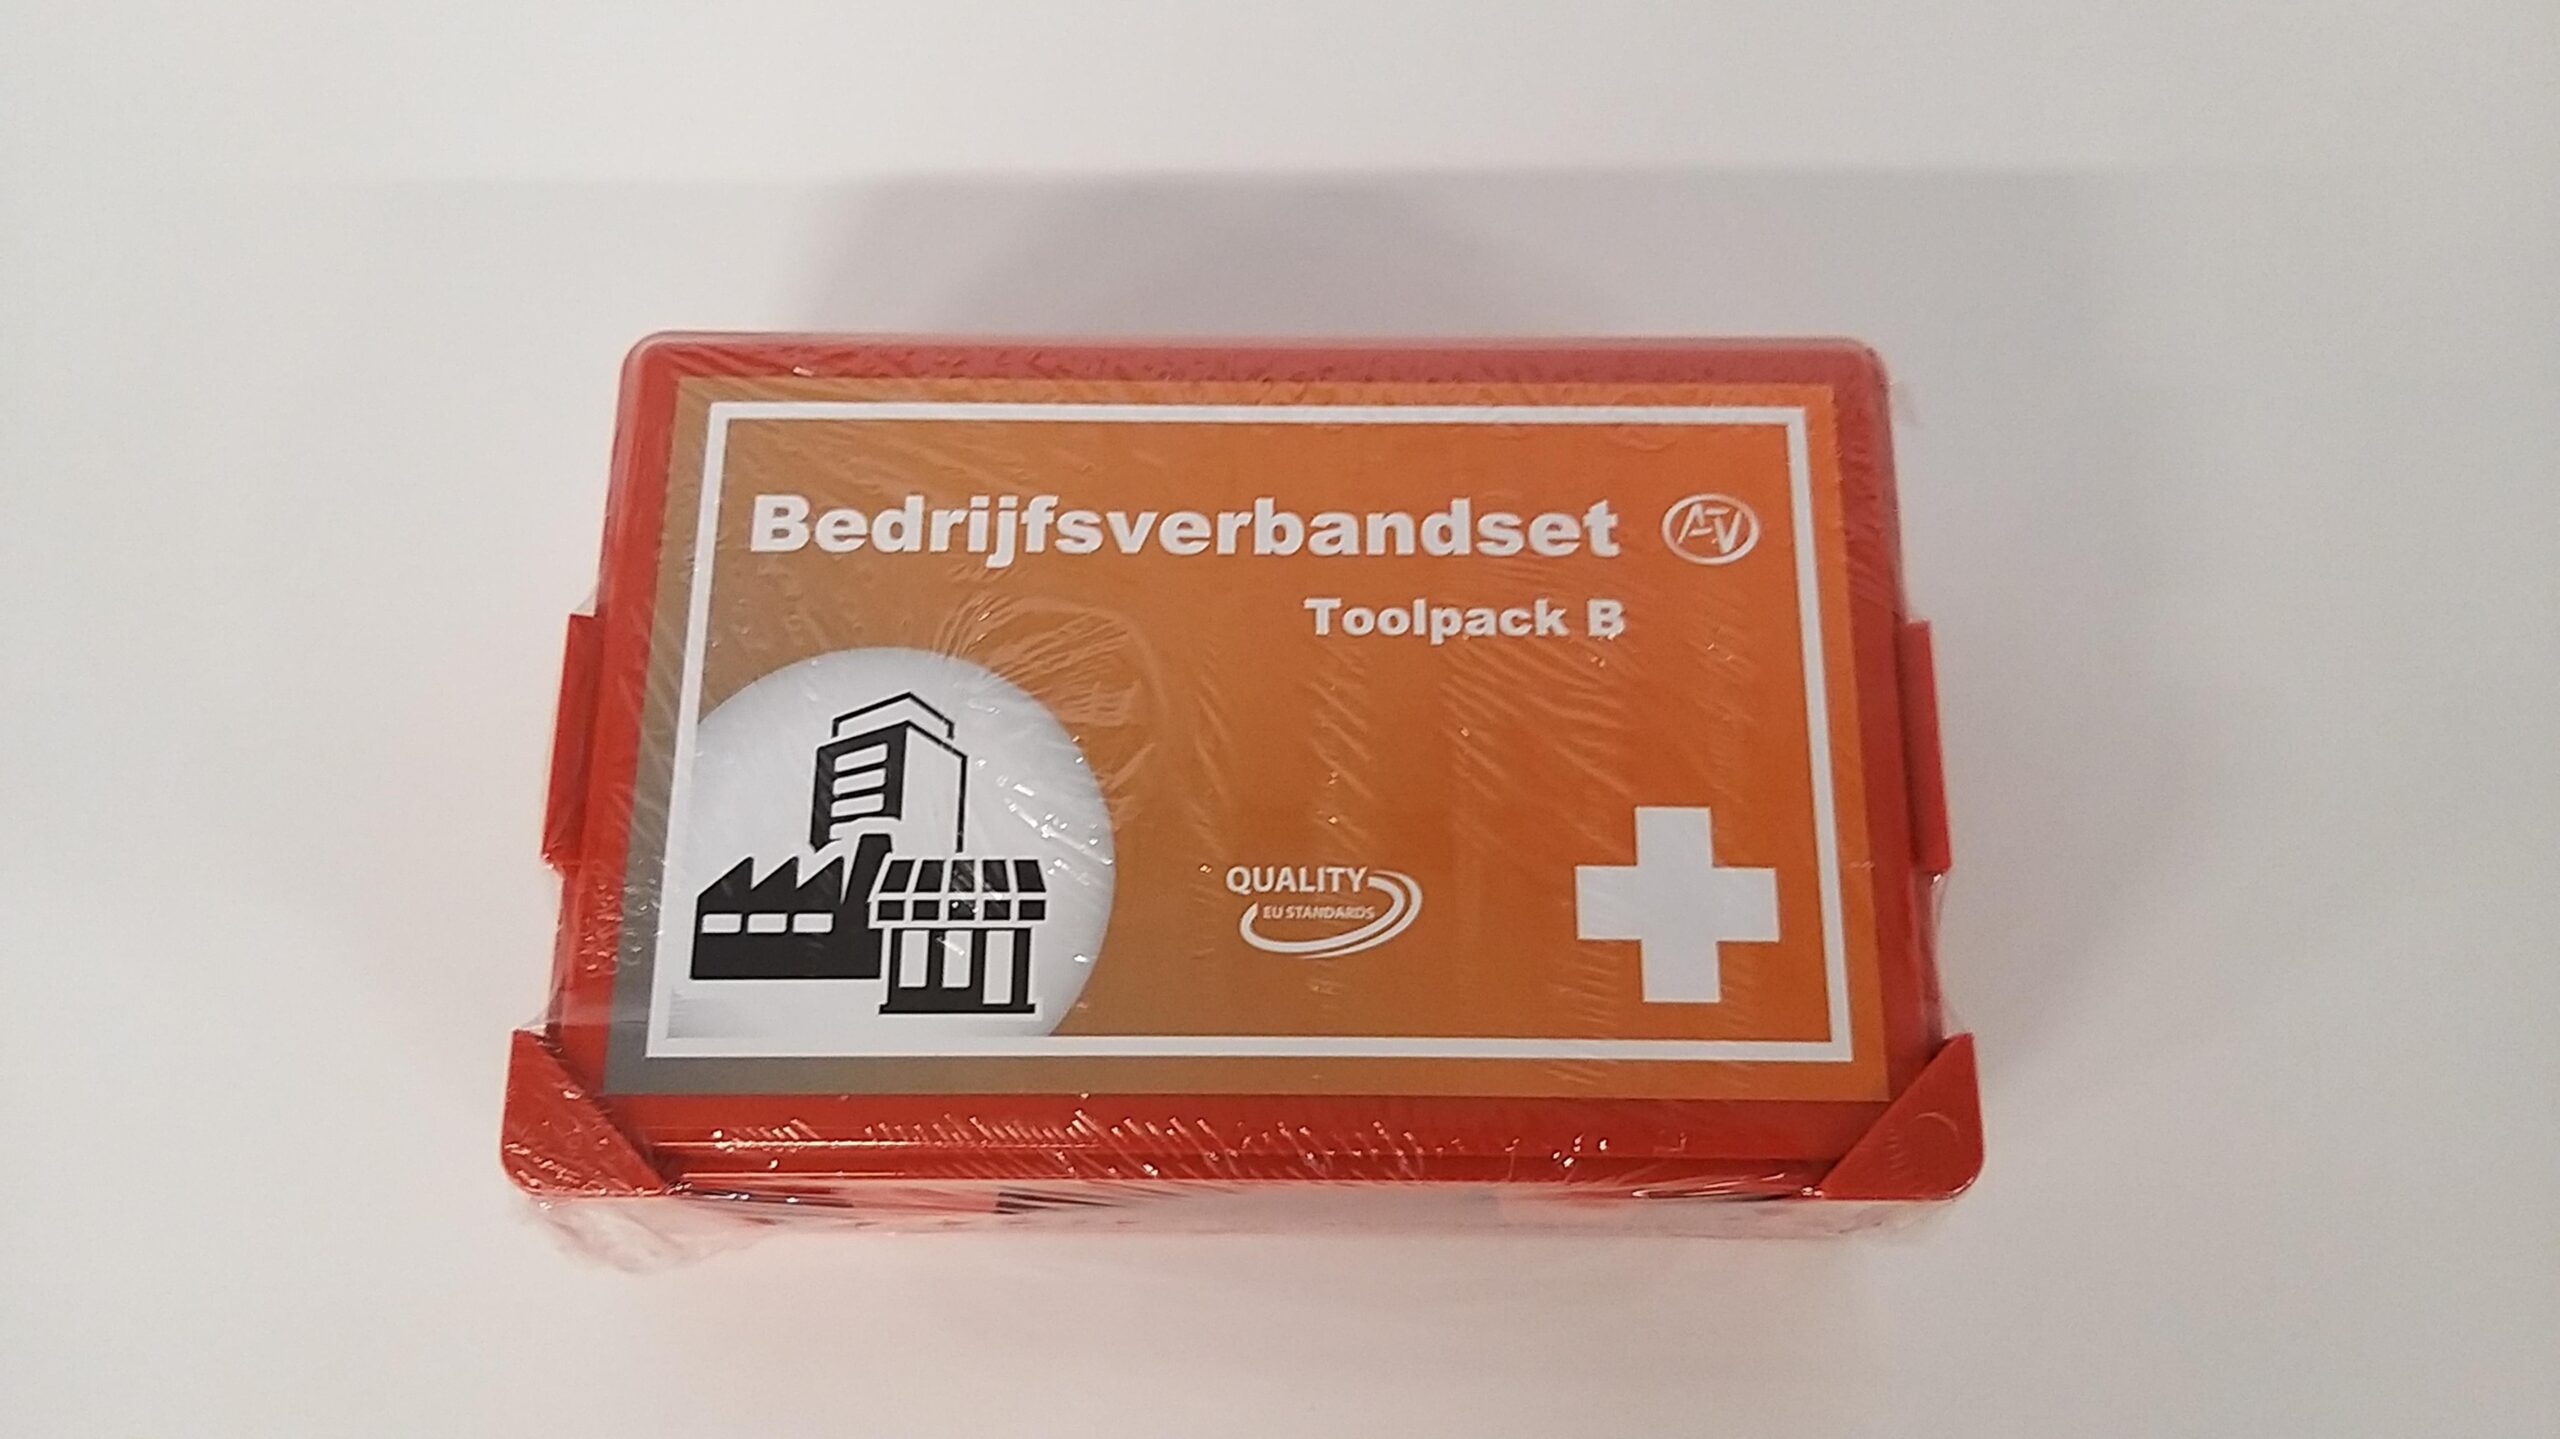 Bedrijfsverbandset
Toolpack B
QUALITY
EU STANDARDS